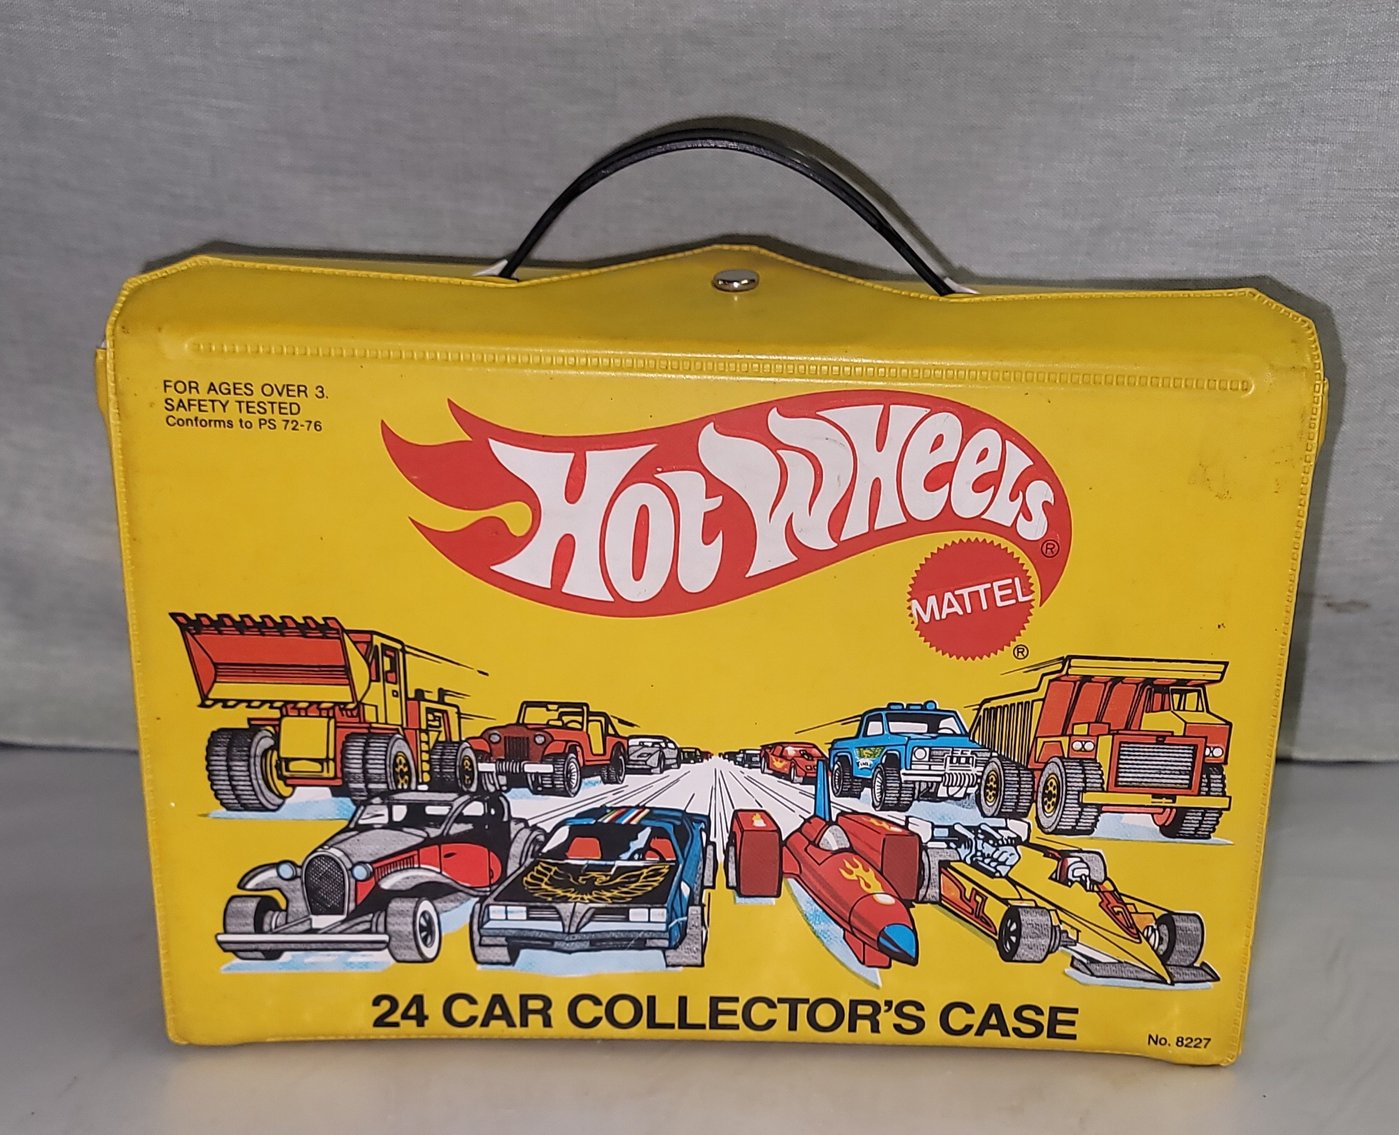 FOR AGES OVER 3.
SAFETY TESTED
Conforms to PS 72-76
HOT WHEELS®
MATTEL
®
24 CAR COLLECTOR'S CASE
No. 8227